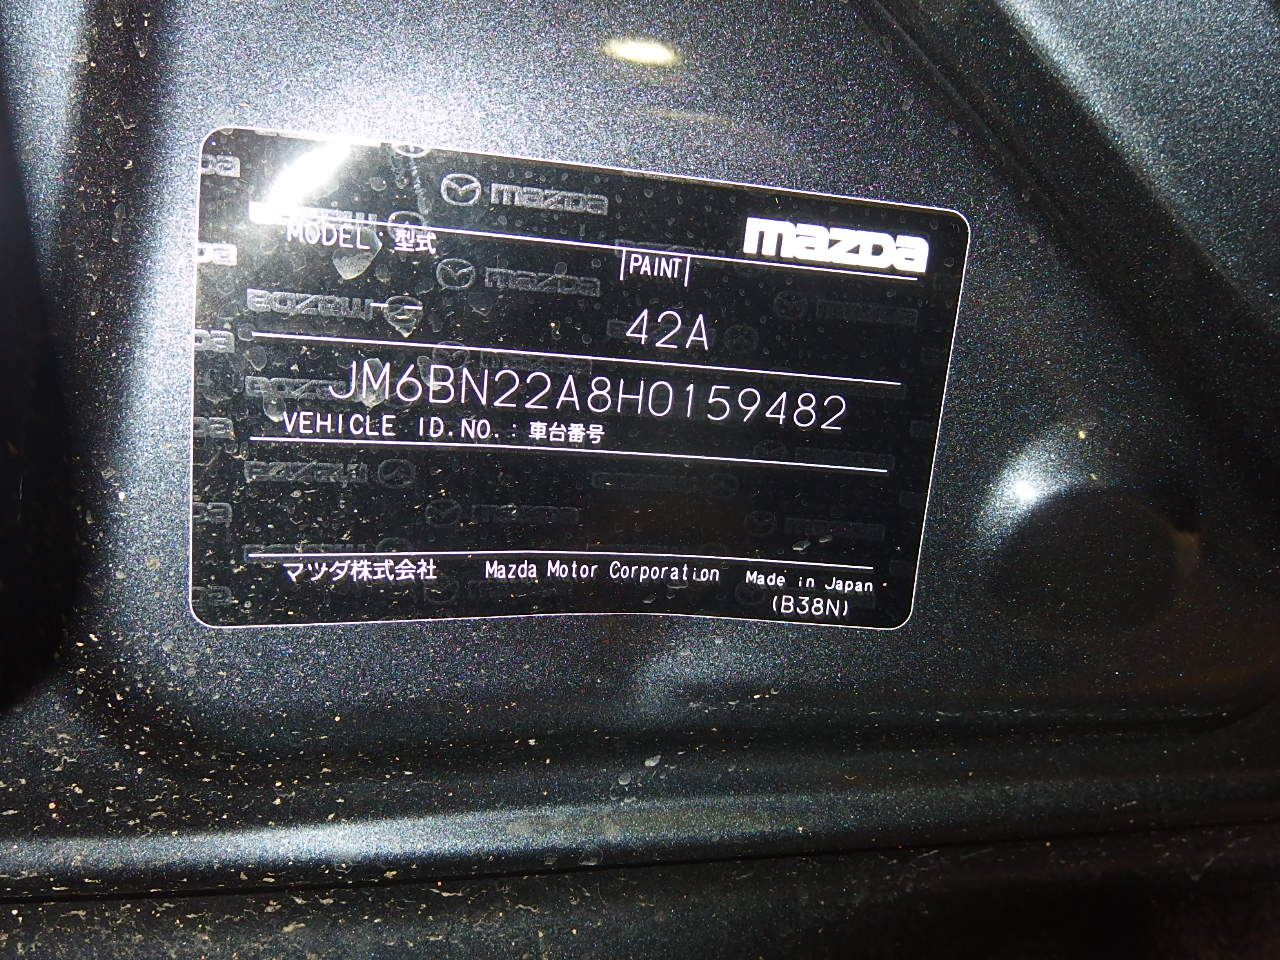 mazda
MODEL : 型式
PAINT
42A
JM6BN22A8H0159482
VEHICLE ID.NO. : 車台番号
マツダ株式会社 Mazda Motor Corporation Made in Japan
(B38N)